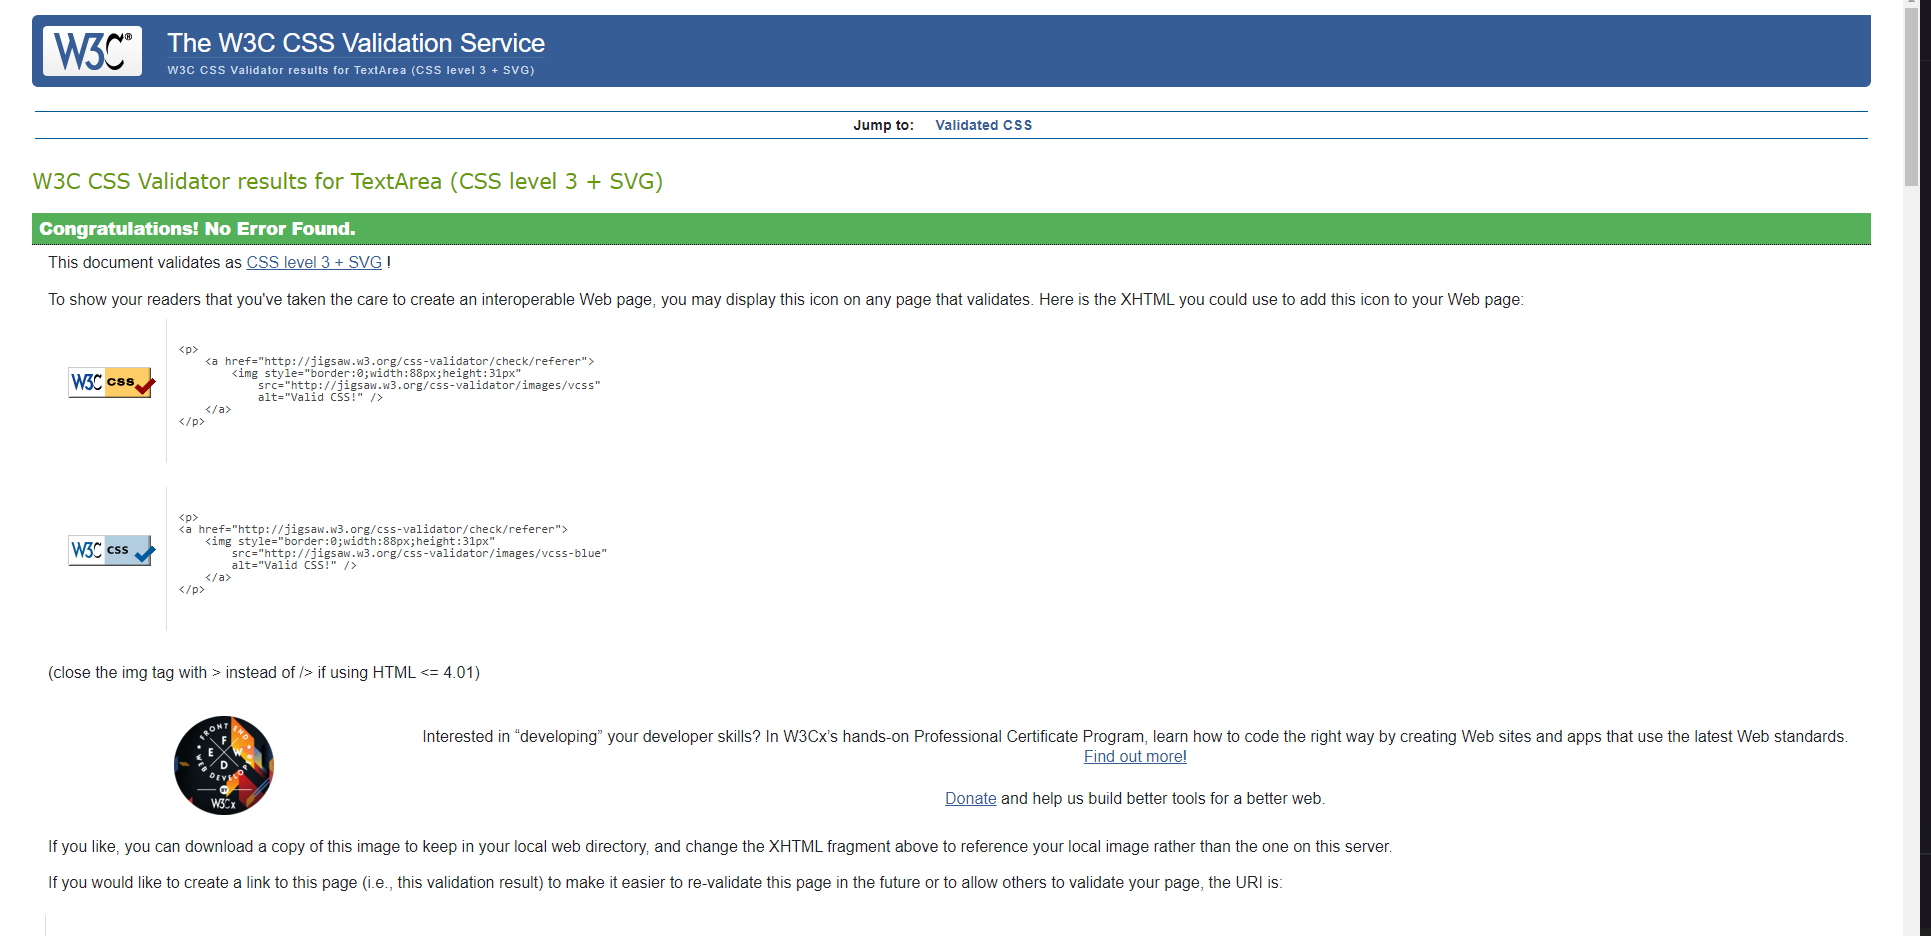 W3C®
The W3C CSS Validation Service
W3C CSS Validator results for TextArea (CSS level 3 + SVG)
Jump to: Validated CSS
W3C CSS Validator results for TextArea (CSS level 3 + SVG)
Congratulations! No Error Found.
This document validates as CSS level 3 + SVG !
To show your readers that you've taken the care to create an interoperable Web page, you may display this icon on any page that validates. Here is the XHTML you could use to add this icon to your Web page:
W3C css
<p>
    <a href="http://jigsaw.w3.org/css-validator/check/referer">
        <img style="border:0;width:88px;height:31px"
            src="http://jigsaw.w3.org/css-validator/images/vcss"
            alt="Valid CSS!" />
    </a>
</p>
W3C css
<p>
<a href="http://jigsaw.w3.org/css-validator/check/referer">
    <img style="border:0;width:88px;height:31px"
        src="http://jigsaw.w3.org/css-validator/images/vcss-blue"
        alt="Valid CSS!" />
    </a>
</p>
(close the img tag with > instead of /> if using HTML <= 4.01)
FRONT END
F
E W
D
WEB DEVELOPER
BY
W3Cx
Interested in “developing” your developer skills? In W3Cx’s hands-on Professional Certificate Program, learn how to code the right way by creating Web sites and apps that use the latest Web standards.
Find out more!
Donate and help us build better tools for a better web.
If you like, you can download a copy of this image to keep in your local web directory, and change the XHTML fragment above to reference your local image rather than the one on this server.
If you would like to create a link to this page (i.e., this validation result) to make it easier to re-validate this page in the future or to allow others to validate your page, the URI is: